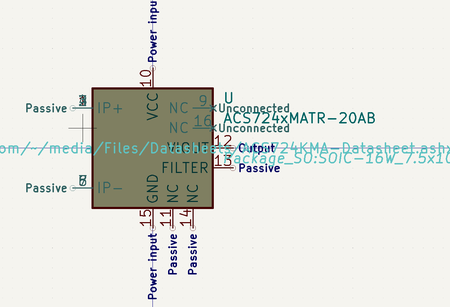 Power input
10
VCC
Passive
IP+
NC
9
Unconnected
U
NC
16
Unconnected
ACS724xMATR-20AB
12
Output
om/-/media/Files/Datasheets/ACS724KMA-Datasheet.ashx
Package_SO:SOIC-16W_7.5x10
FILTER
13
Passive
Passive
IP-
GND
NC
NC
15
11
14
Power input
Passive
Passive